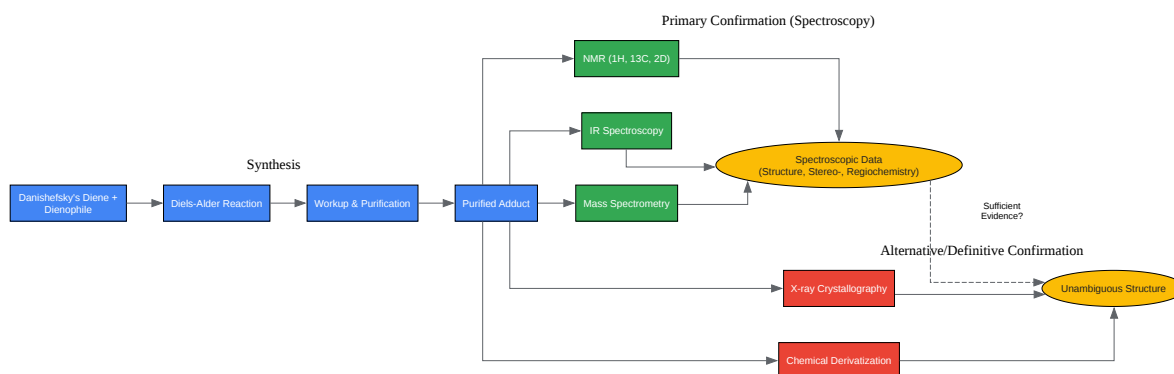 Primary Confirmation (Spectroscopy)
NMR (1H, 13C, 2D)
IR Spectroscopy
Synthesis
Spectroscopic Data
(Structure, Stereo-, Regiochemistry)
Danishefsky's Diene +
Dienophile
Diels-Alder Reaction
Workup & Purification
Purified Adduct
Mass Spectrometry
Sufficient
Evidence?
Alternative/Definitive Confirmation
X-ray Crystallography
Unambiguous Structure
Chemical Derivatization